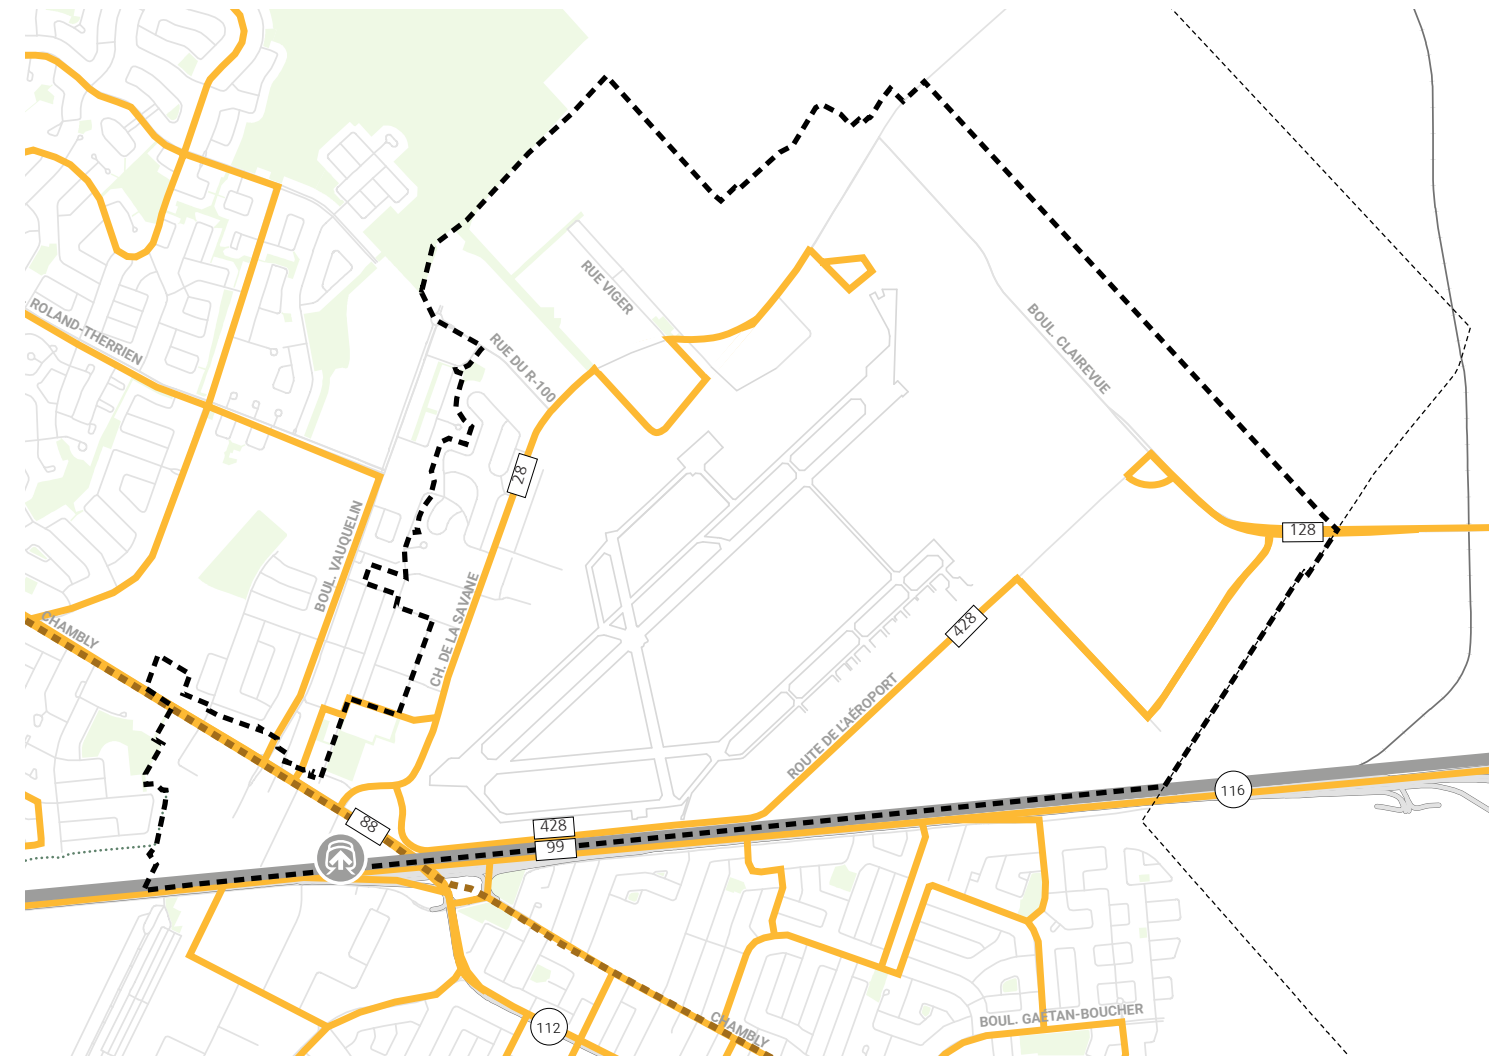 RUE VIGER
ROLAND-THERRIEN
RUE DU R-100
BOUL. CLAIREVUE
28
128
BOUL. VAUQUELIN
CHAMBLY
CH. DE LA SAVANE
428
ROUTE DE L'AÉROPORT
116
88
428
99
112
CHAMBLY
BOUL. GAÉTAN-BOUCHER